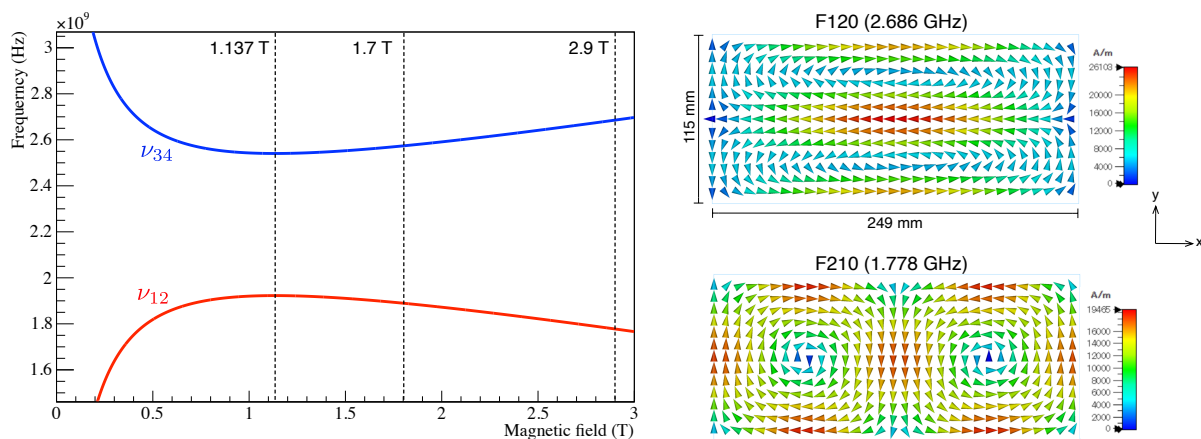 ×10⁹
Frequerncy (Hz)
3
2.8
2.6
2.4
2.2
2
1.8
1.6
1.137 T
1.7 T
2.9 T
ν₃₄
ν₁₂
0
0.5
1
1.5
2
2.5
3
Magnetic field (T)
F120 (2.686 GHz)
115 mm
249 mm
A/m
26103
20000
16000
12000
8000
4000
0
y
x
F210 (1.778 GHz)
A/m
19465
16000
14000
12000
10000
8000
6000
4000
2000
0